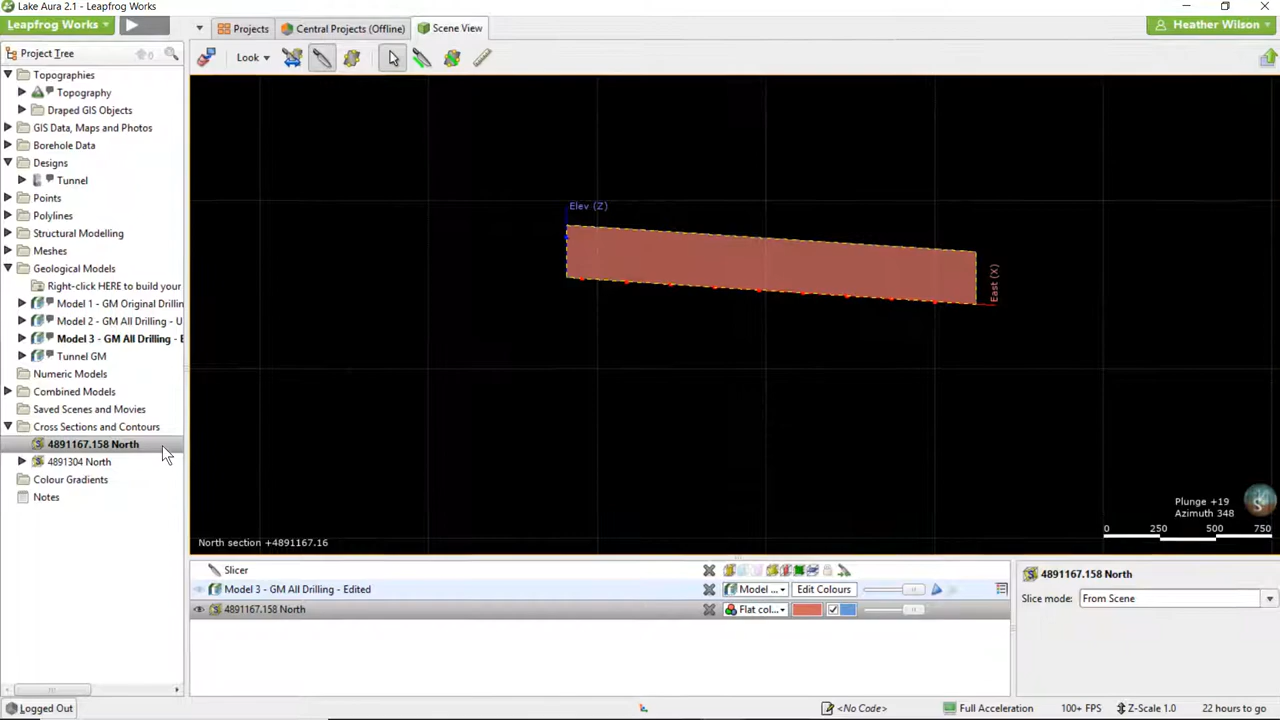 Lake Aura 2.1 - Leapfrog Works
Leapfrog Works
Projects
Central Projects (Offline)
Scene View
Heather Wilson
Project Tree
Look
Topographies
Topography
Draped GIS Objects
GIS Data, Maps and Photos
Borehole Data
Designs
Tunnel
Points
Polylines
Structural Modelling
Meshes
Geological Models
Right-click HERE to build your
Model 1 - GM Original Drillin
Model 2 - GM All Drilling - U
Model 3 - GM All Drilling - E
Tunnel GM
Numeric Models
Combined Models
Saved Scenes and Movies
Cross Sections and Contours
4891167.158 North
4891304 North
Colour Gradients
Notes
Elev (Z)
East (X)
Plunge +19
Azimuth 348
0 250 500 750
North section +4891167.16
Slicer
Model 3 - GM All Drilling - Edited
Model ...
Edit Colours
4891167.158 North
Flat col...
4891167.158 North
Slice mode: From Scene
Logged Out
<No Code>
Full Acceleration
100+ FPS
Z-Scale 1.0
22 hours to go